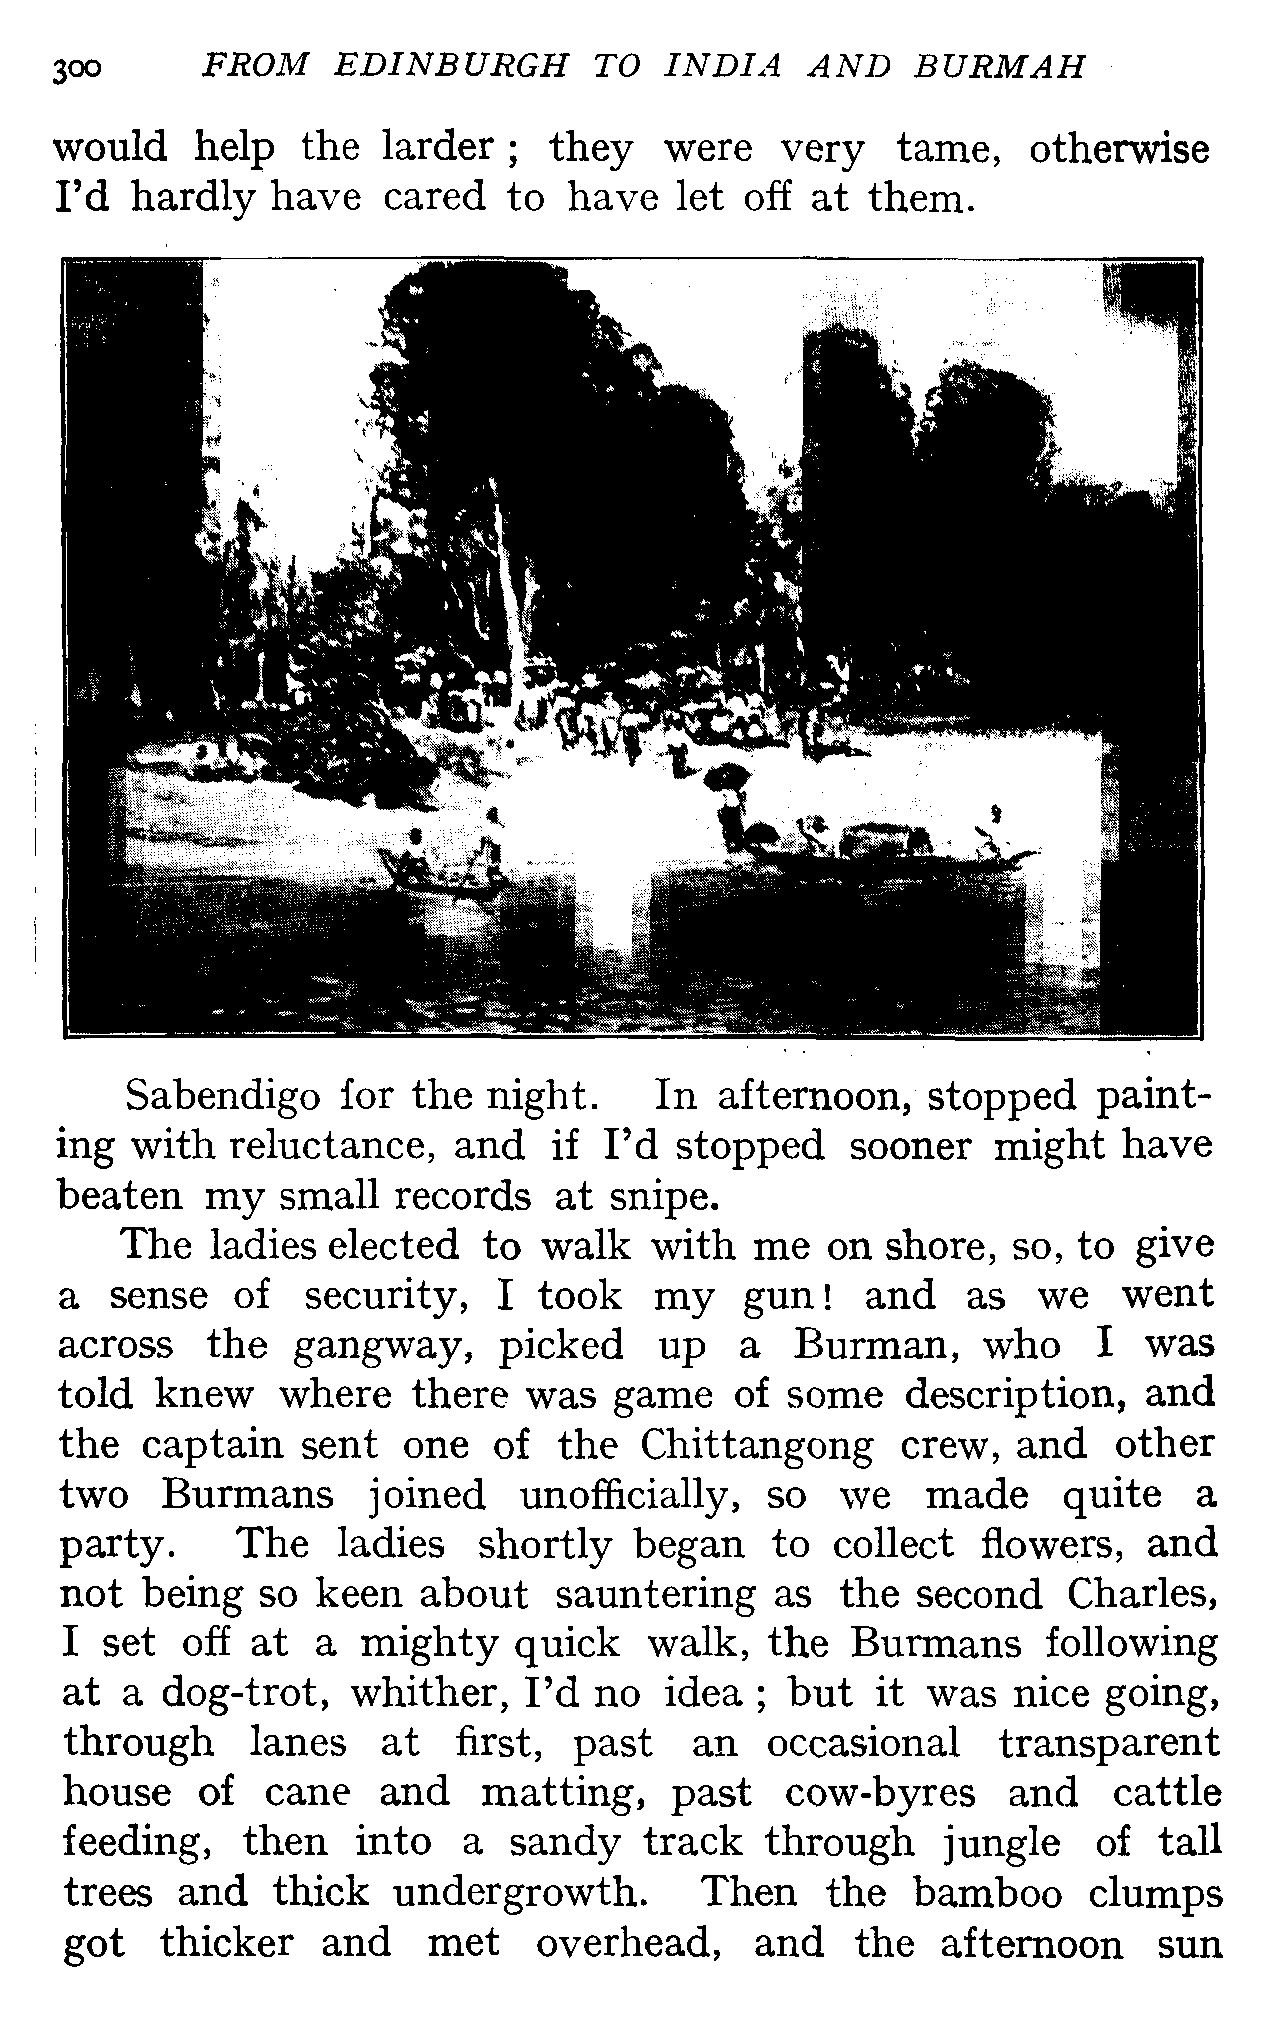 300 FROM EDINBURGH TO INDIA AND BURMAH
would help the larder ; they were very tame, otherwise
I'd hardly have cared to have let off at them.
Sabendigo for the night. In afternoon, stopped paint-
ing with reluctance, and if I'd stopped sooner might have
beaten my small records at snipe.
The ladies elected to walk with me on shore, so, to give
a sense of security, I took my gun! and as we went
across the gangway, picked up a Burman, who I was
told knew where there was game of some description, and
the captain sent one of the Chittangong crew, and other
two Burmans joined unofficially, so we made quite a
party. The ladies shortly began to collect flowers, and
not being so keen about sauntering as the second Charles,
I set off at a mighty quick walk, the Burmans following
at a dog-trot, whither, I'd no idea ; but it was nice going,
through lanes at first, past an occasional transparent
house of cane and matting, past cow-byres and cattle
feeding, then into a sandy track through jungle of tall
trees and thick undergrowth. Then the bamboo clumps
got thicker and met overhead, and the afternoon sun